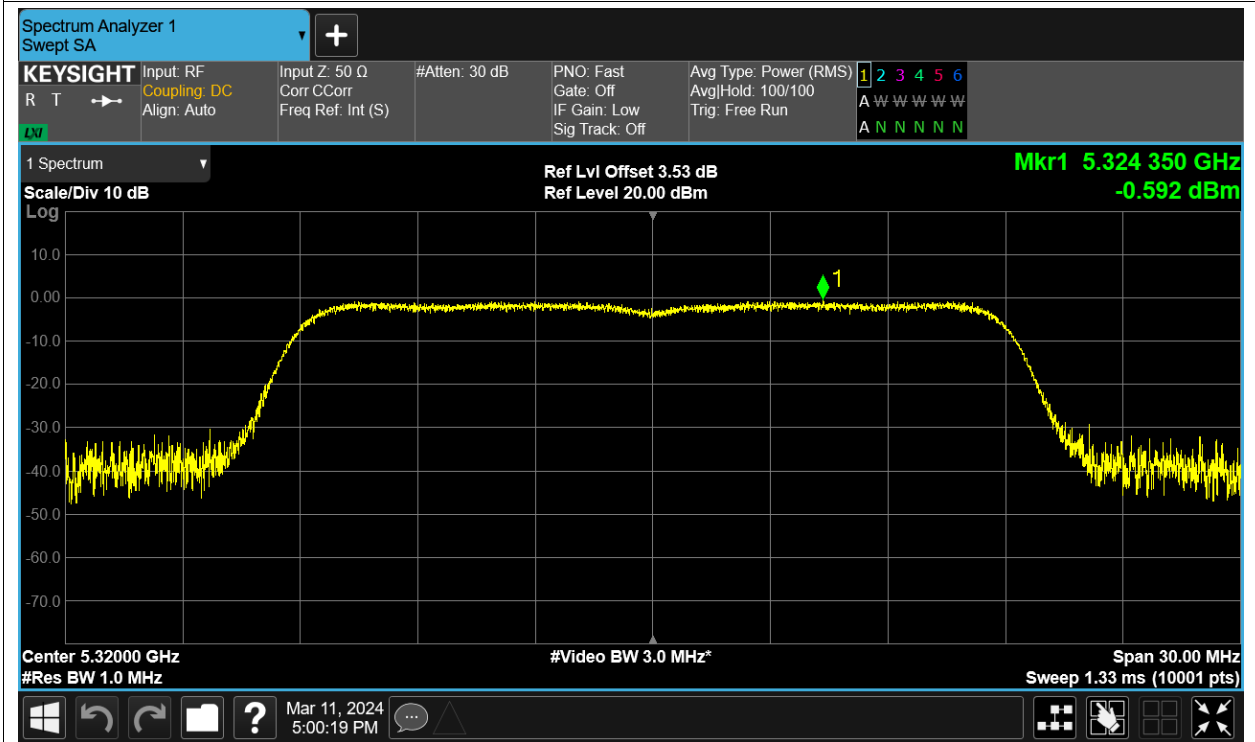 Spectrum Analyzer 1
Swept SA
KEYSIGHT
R T
LXI
Input: RF
Coupling: DC
Align: Auto
Input Z: 50 Ω
Corr CCorr
Freq Ref: Int (S)
#Atten: 30 dB
PNO: Fast
Gate: Off
IF Gain: Low
Sig Track: Off
Avg Type: Power (RMS)
Avg|Hold: 100/100
Trig: Free Run
1 2 3 4 5 6
A W W W W W
A N N N N N
1 Spectrum
Scale/Div 10 dB
Log
Ref Lvl Offset 3.53 dB
Ref Level 20.00 dBm
Mkr1 5.324 350 GHz
-0.592 dBm
10.0
0.00
-10.0
-20.0
-30.0
-40.0
-50.0
-60.0
-70.0
1
Center 5.32000 GHz
#Res BW 1.0 MHz
#Video BW 3.0 MHz*
Span 30.00 MHz
Sweep 1.33 ms (10001 pts)
?
Mar 11, 2024
5:00:19 PM